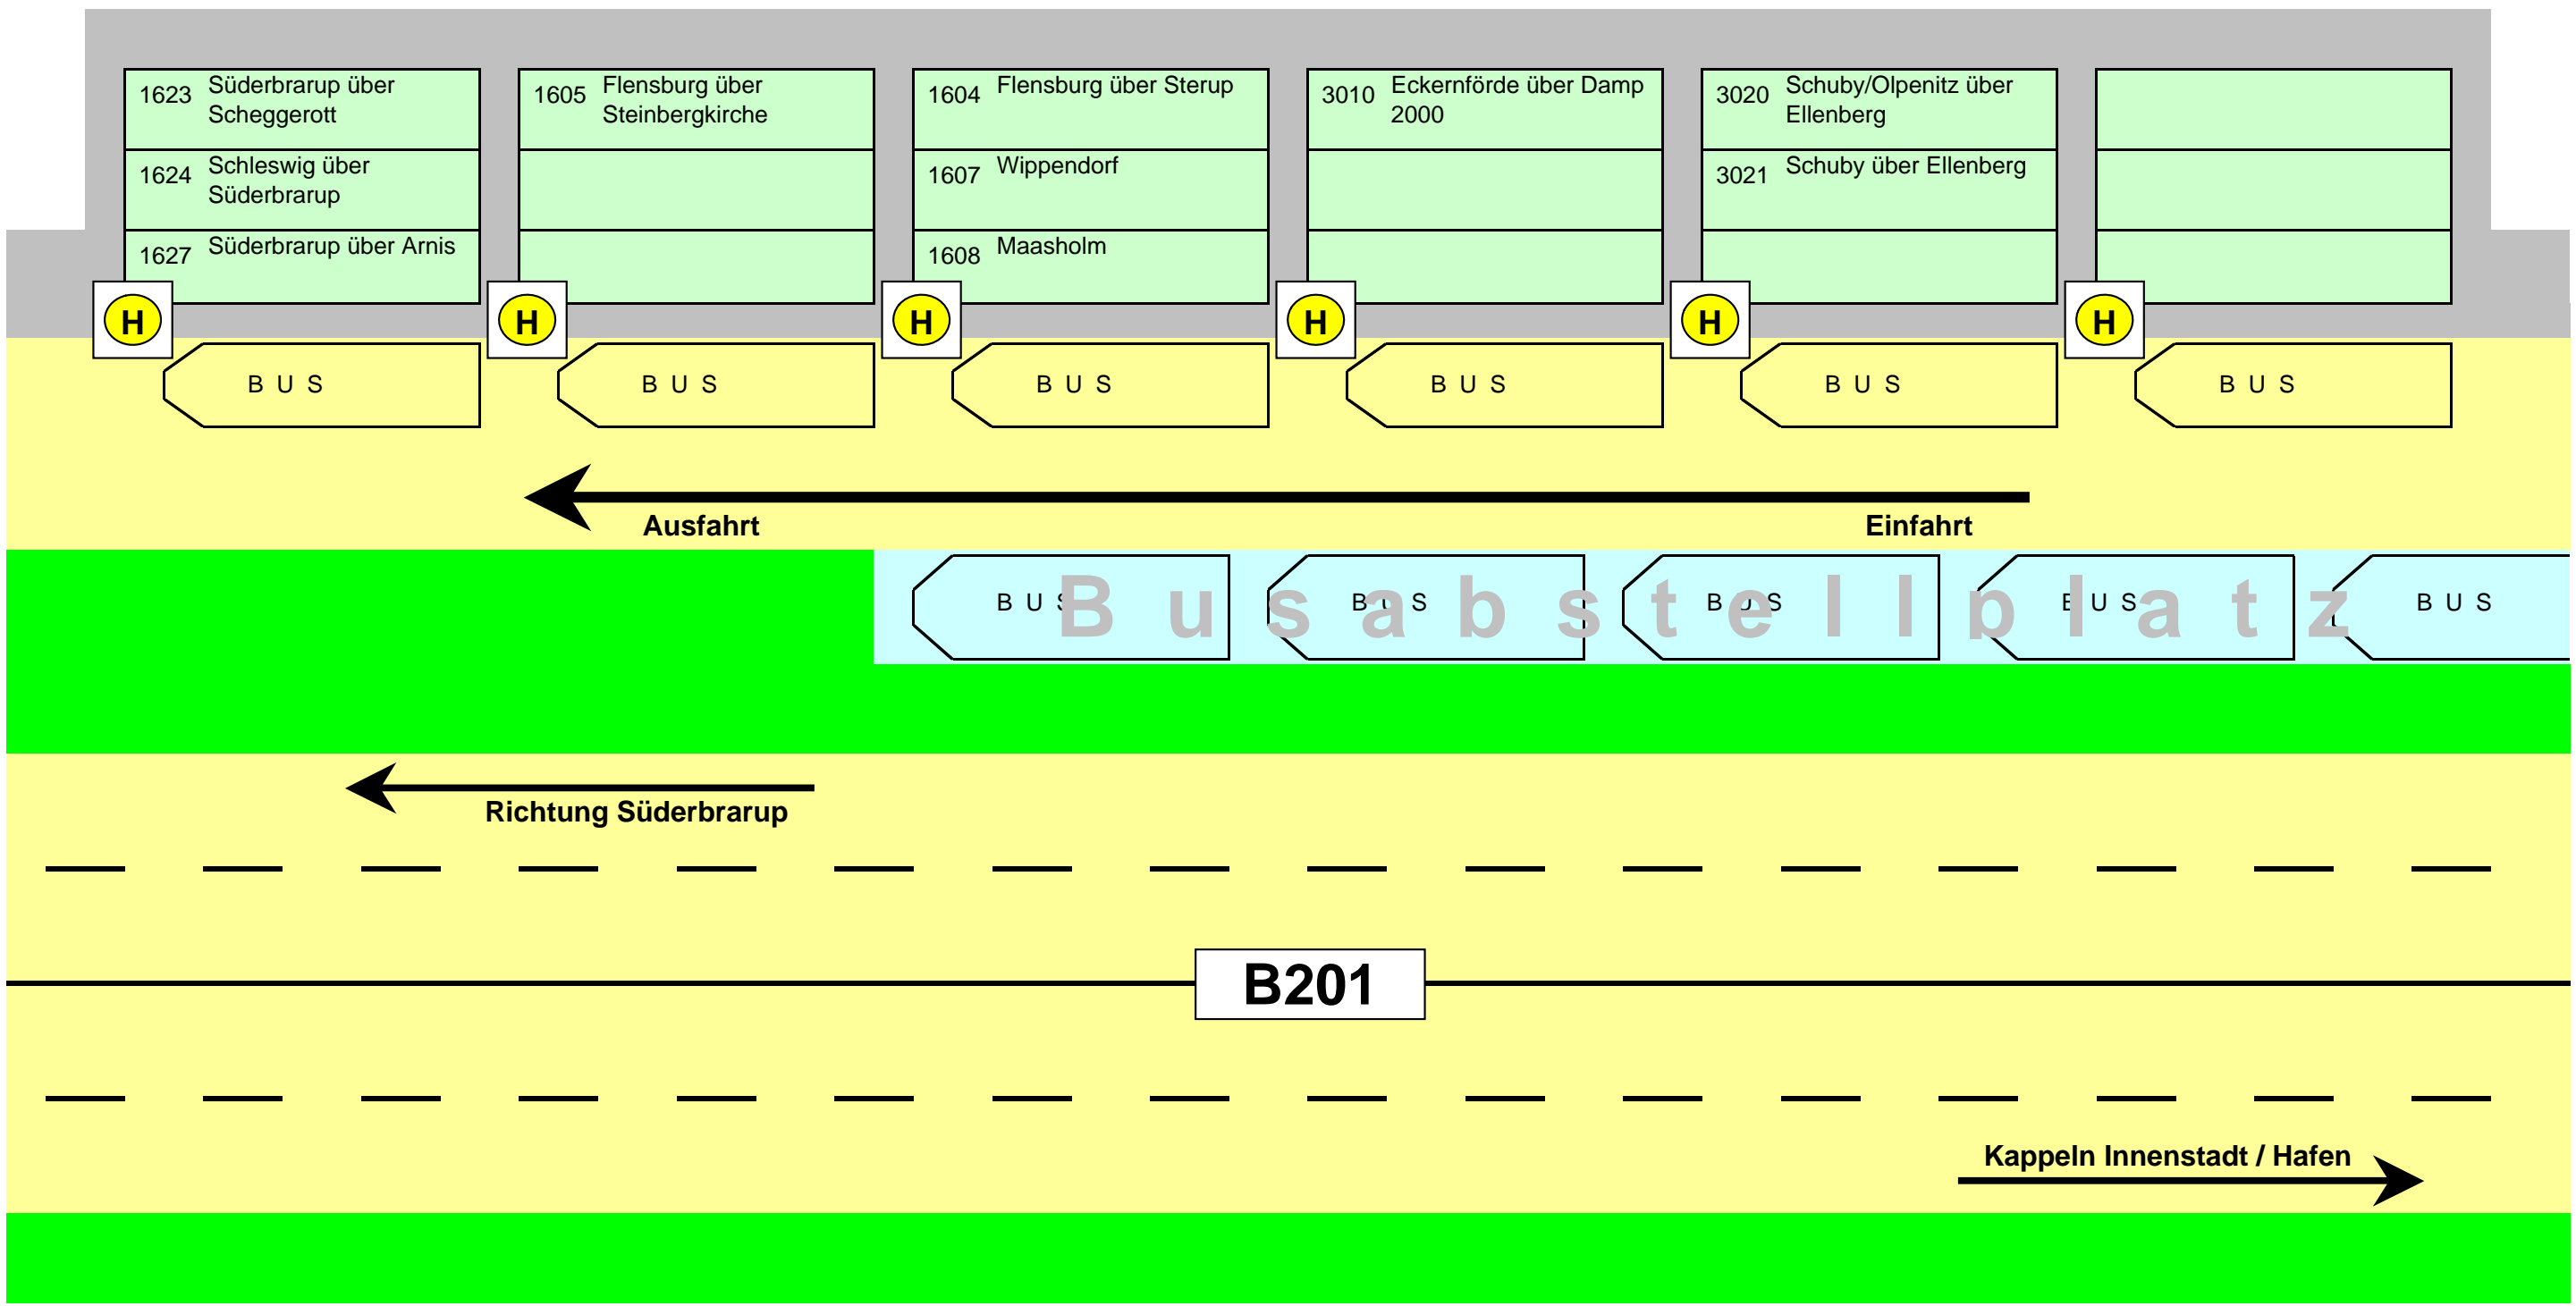 1623 Süderbrarup über
Scheggerott
1624 Schleswig über
Süderbrarup
1627 Süderbrarup über Arnis
1605 Flensburg über
Steinbergkirche
1604 Flensburg über Sterup
1607 Wippendorf
1608 Maasholm
3010 Eckernförde über Damp
2000
3020 Schuby/Olpenitz über
Ellenberg
3021 Schuby über Ellenberg
H H H H H H
B U S B U S B U S B U S B U S B U S
Ausfahrt Einfahrt
B U S B U S B U S B U S B U S
B u s a b s t e l l p l a t z
Richtung Süderbrarup
B201
Kappeln Innenstadt / Hafen